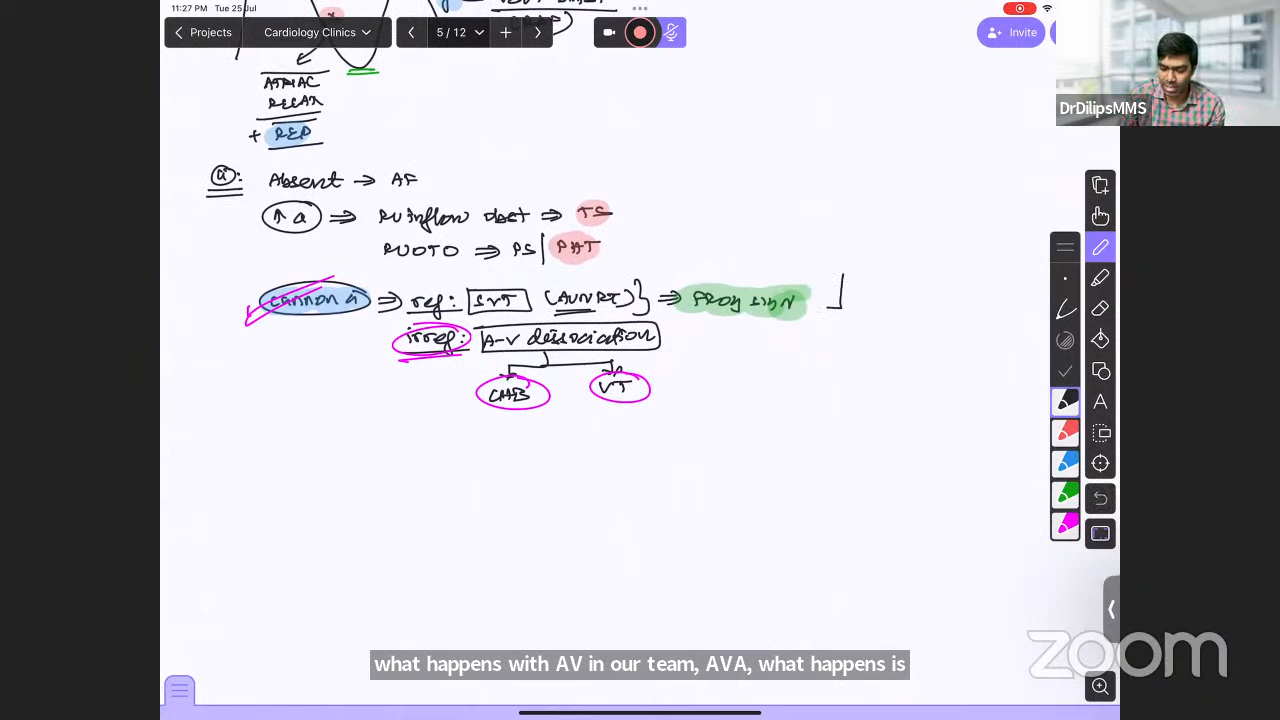 11:27 PM Tue 25 Jul
Projects Cardiology Clinics 5 / 12 Invite
DrDilipsMMS
ATRIAL
RELAX
+ REP
a: Absent → AF
↑ a ⇒ RV inflow obst ⇒ TS
RVOTO ⇒ PS | PAT
cannon a ⇒ reg: SVT (AVNRT) } ⇒ FROG SIGN
irreg: A-V dissociation
CHB VT
what happens with AV in our team, AVA, what happens is
zoom